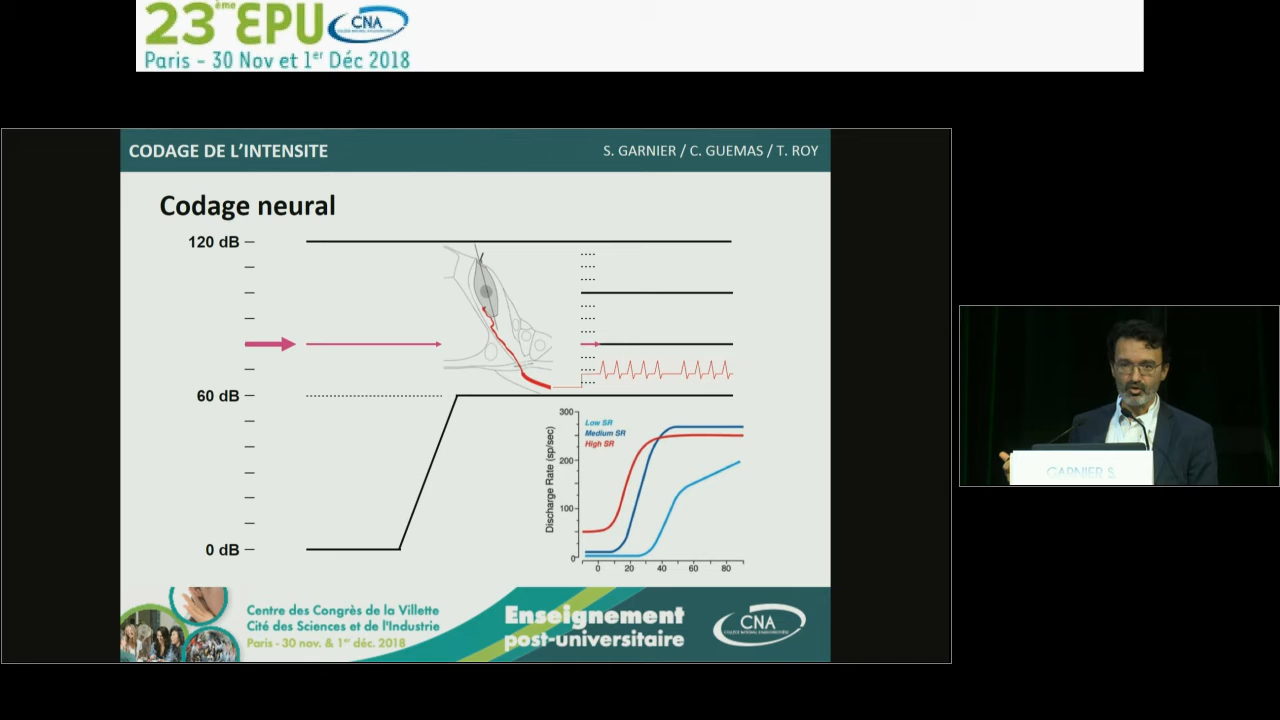 23ème EPU CNA
Paris - 30 Nov et 1er Déc 2018
CODAGE DE L'INTENSITE
S. GARNIER / C. GUEMAS / T. ROY
Codage neural
120 dB
60 dB
0 dB
300
200
100
0
Discharge Rate (sp/sec)
Low SR
Medium SR
High SR
0 20 40 60 80
Centre des Congrès de la Villette
Cité des Sciences et de l'Industrie
Paris - 30 nov. & 1er déc. 2018
Enseignement
post-universitaire
CNA
GARNIER S.